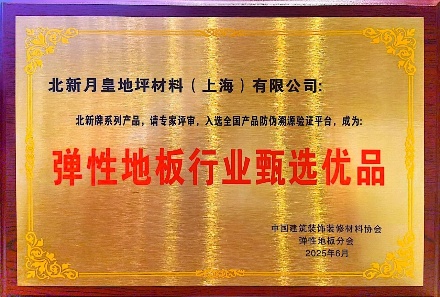 北新月皇地坪材料（上海）有限公司:
北新牌系列产品，请专家评审，入选全国产品防伪溯源验证平台，成为:
弹性地板行业甄选优品
中国建筑装饰装修材料协会
弹性地板分会
2025年6月